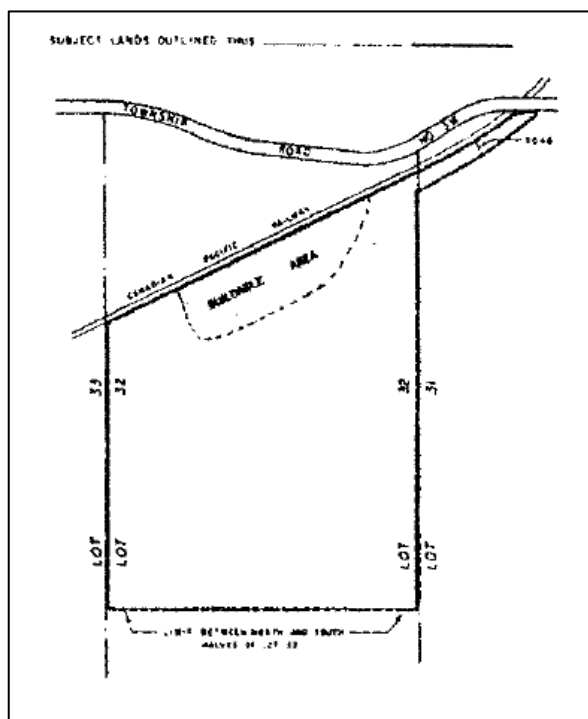 SUBJECT LANDS OUTLINED THUS
TOWNSHIP
ROAD
NO
ROAD
CANADIAN
PACIFIC
RAILWAY
BUILDABLE AREA
33
32
32
31
LOT
LOT
LOT
LOT
LIMIT BETWEEN NORTH AND SOUTH
HALVES OF LOT 32